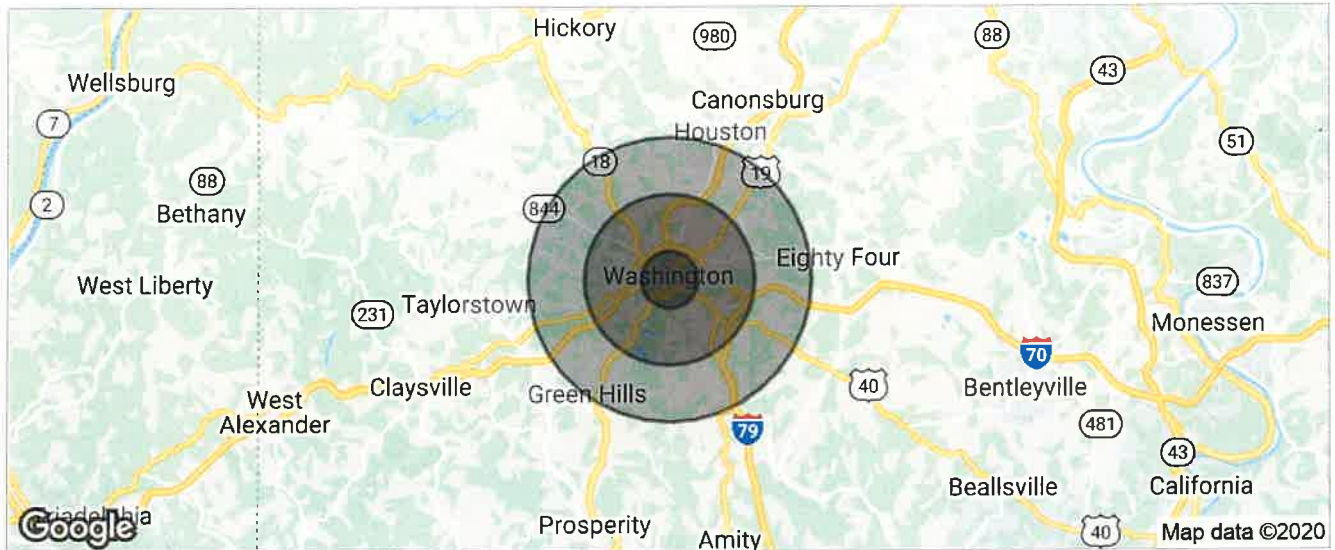 Hickory
980
88
Wellsburg
43
Canonsburg
7
Houston
51
18
19
88
2
844
Bethany
Eighty Four
Washington
West Liberty
837
Taylorstown
231
Monessen
70
Claysville
40
Bentleyville
Green Hills
West
Alexander
481
79
43
Beallsville
California
Google
Prosperity
Amity
40
Map data ©2020